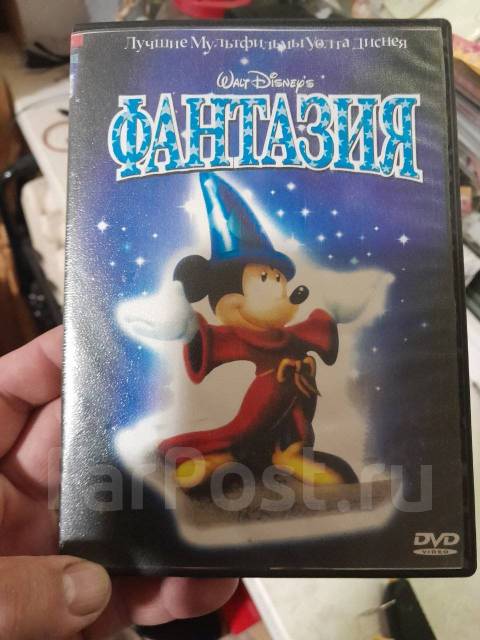 Лучшие Мультфильмы Уолта Диснея
WALT DISNEY'S
ФАНТАЗИЯ
FarPost.ru
DVD
VIDEO